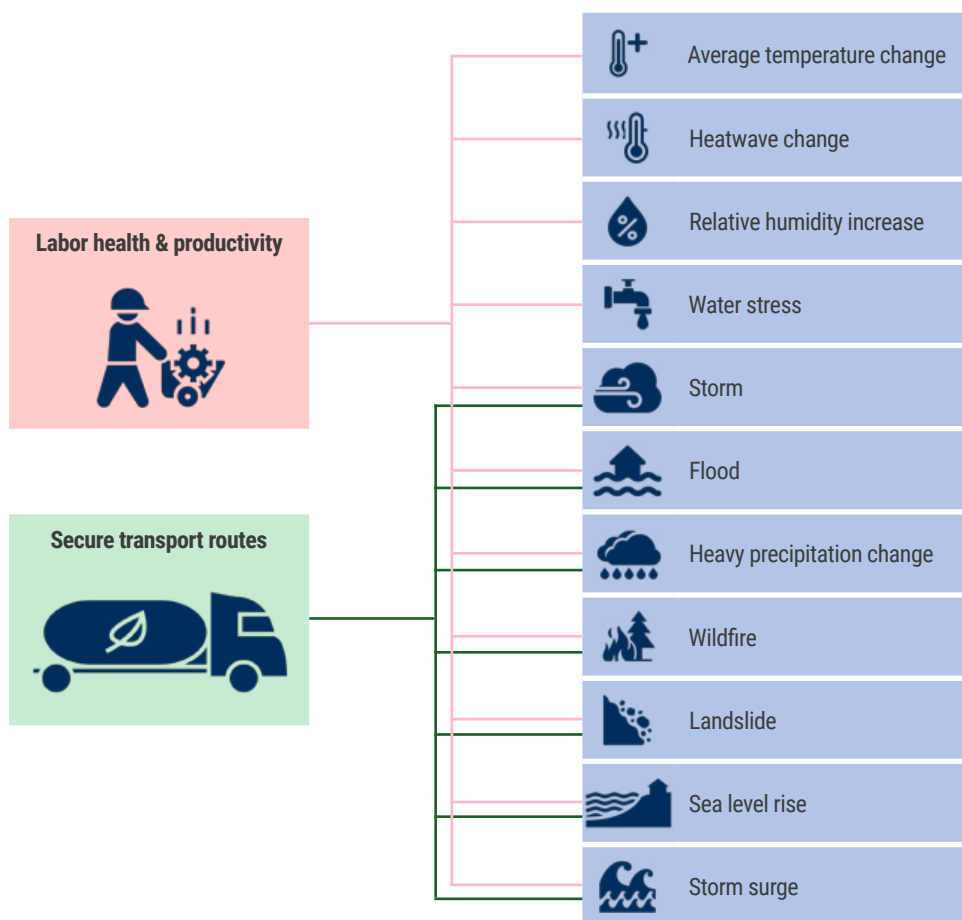 Labor health & productivity
Secure transport routes
Average temperature change
Heatwave change
%
Relative humidity increase
Water stress
Storm
Flood
Heavy precipitation change
Wildfire
Landslide
Sea level rise
Storm surge